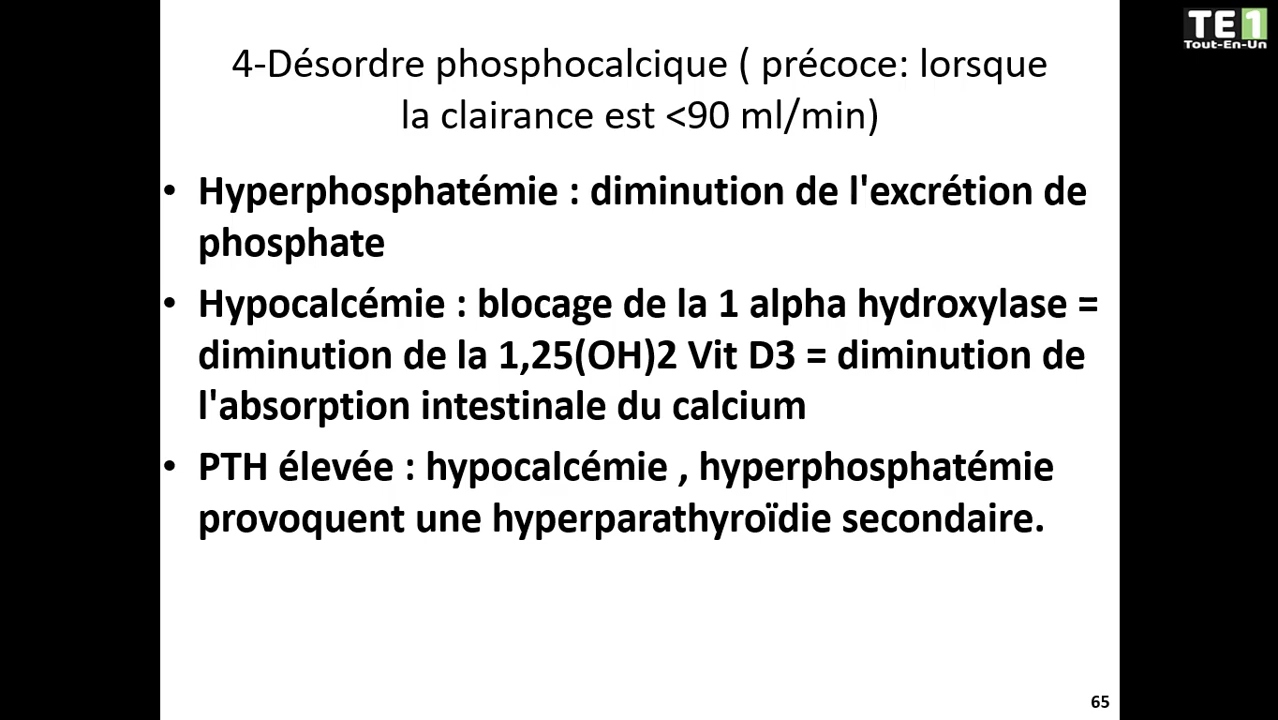 TE1
Tout-En-Un
4-Désordre phosphocalcique ( précoce: lorsque
la clairance est <90 ml/min)
• Hyperphosphatémie : diminution de l'excrétion de
phosphate
• Hypocalcémie : blocage de la 1 alpha hydroxylase =
diminution de la 1,25(OH)2 Vit D3 = diminution de
l'absorption intestinale du calcium
• PTH élevée : hypocalcémie , hyperphosphatémie
provoquent une hyperparathyroïdie secondaire.
65